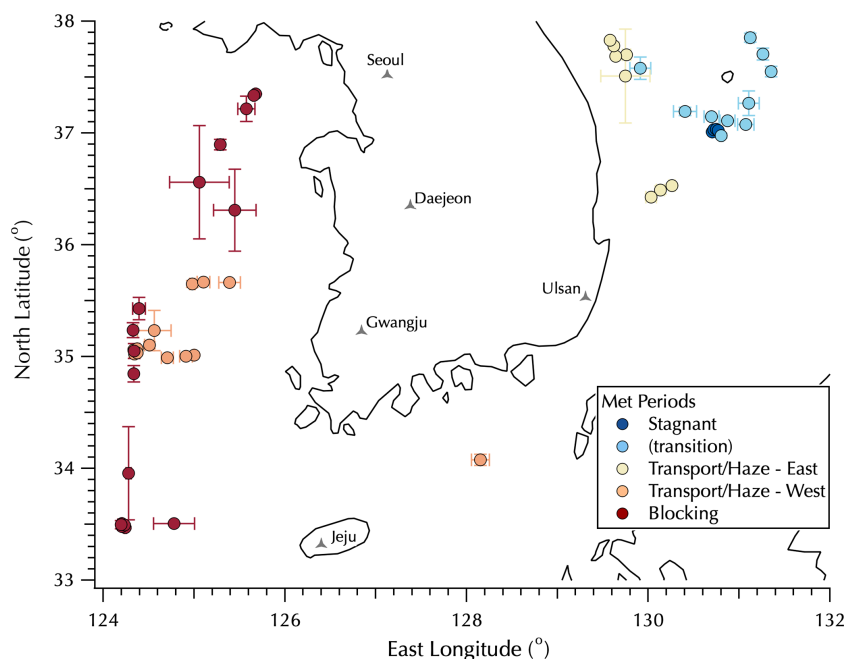 38
37
36
35
34
33
North Latitude (°)
Seoul
Daejeon
Ulsan
Gwangju
Jeju
Met Periods
Stagnant
(transition)
Transport/Haze - East
Transport/Haze - West
Blocking
124
126
128
130
132
East Longitude (°)